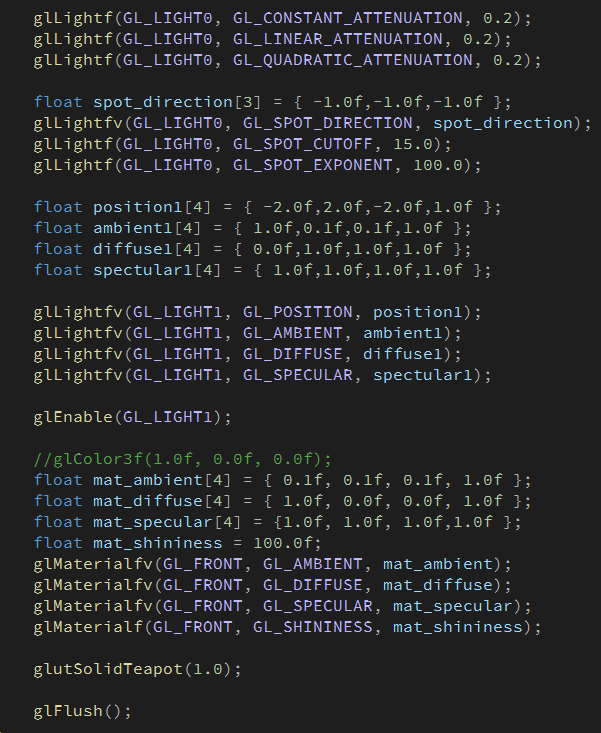 glLightf(GL_LIGHT0, GL_CONSTANT_ATTENUATION, 0.2);
glLightf(GL_LIGHT0, GL_LINEAR_ATTENUATION, 0.2);
glLightf(GL_LIGHT0, GL_QUADRATIC_ATTENUATION, 0.2);
float spot_direction[3] = { -1.0f,-1.0f,-1.0f };
glLightfv(GL_LIGHT0, GL_SPOT_DIRECTION, spot_direction);
glLightf(GL_LIGHT0, GL_SPOT_CUTOFF, 15.0);
glLightf(GL_LIGHT0, GL_SPOT_EXPONENT, 100.0);
float position1[4] = { -2.0f,2.0f,-2.0f,1.0f };
float ambient1[4] = { 1.0f,0.1f,0.1f,1.0f };
float diffuse1[4] = { 0.0f,1.0f,1.0f,1.0f };
float spectular1[4] = { 1.0f,1.0f,1.0f,1.0f };
glLightfv(GL_LIGHT1, GL_POSITION, position1);
glLightfv(GL_LIGHT1, GL_AMBIENT, ambient1);
glLightfv(GL_LIGHT1, GL_DIFFUSE, diffuse1);
glLightfv(GL_LIGHT1, GL_SPECULAR, spectular1);
glEnable(GL_LIGHT1);
//glColor3f(1.0f, 0.0f, 0.0f);
float mat_ambient[4] = { 0.1f, 0.1f, 0.1f, 1.0f };
float mat_diffuse[4] = { 1.0f, 0.0f, 0.0f, 1.0f };
float mat_specular[4] = {1.0f, 1.0f, 1.0f,1.0f };
float mat_shininess = 100.0f;
glMaterialfv(GL_FRONT, GL_AMBIENT, mat_ambient);
glMaterialfv(GL_FRONT, GL_DIFFUSE, mat_diffuse);
glMaterialfv(GL_FRONT, GL_SPECULAR, mat_specular);
glMaterialf(GL_FRONT, GL_SHININESS, mat_shininess);
glutSolidTeapot(1.0);
glFlush();